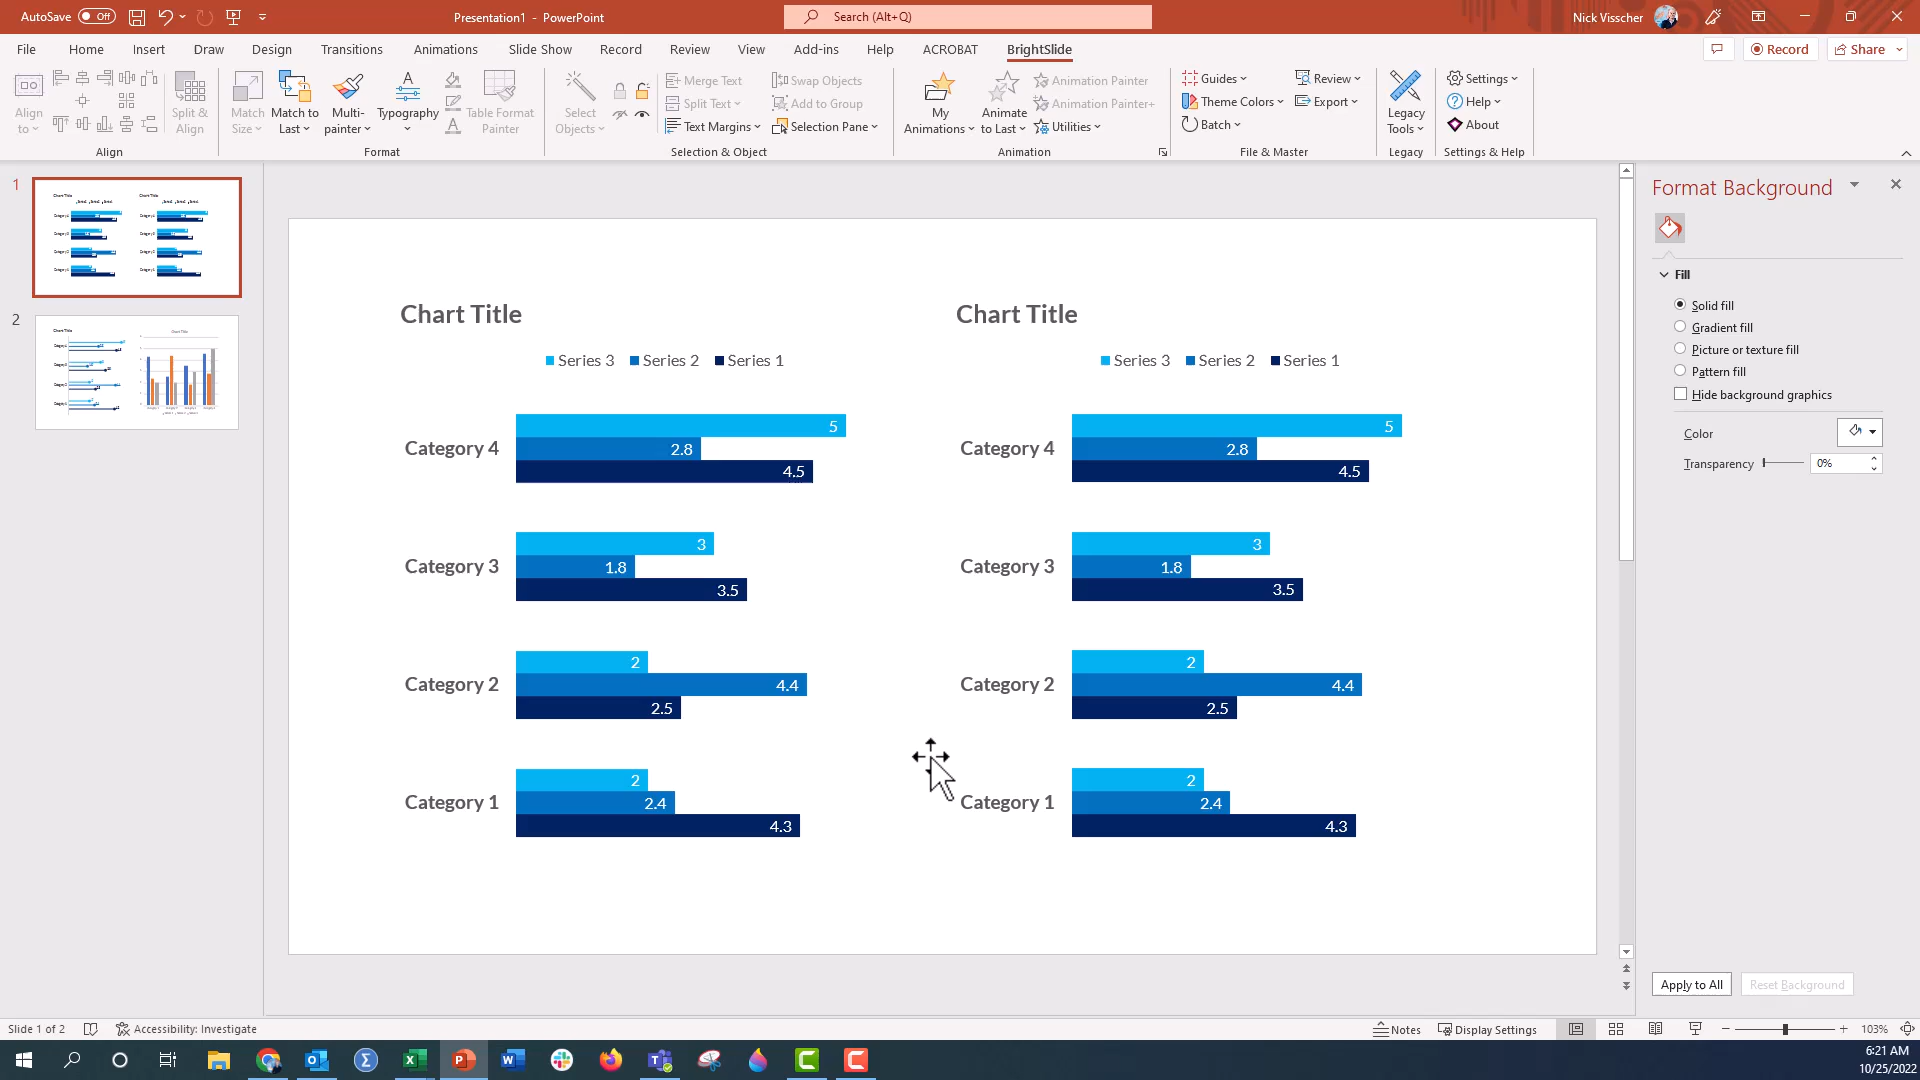 AutoSave Off
Presentation1 - PowerPoint
Search (Alt+Q)
Nick Visscher
File Home Insert Draw Design Transitions Animations Slide Show Record Review View Add-ins Help ACROBAT BrightSlide
Record
Share
Align to
Split & Align
Align
Match Size
Match to Last
Multi-painter
Typography
Table Format Painter
Format
Select Objects
Merge Text
Split Text
Text Margins
Swap Objects
Add to Group
Selection Pane
Selection & Object
My Animations
Animate to Last
Animation Painter
Animation Painter+
Utilities
Animation
Guides
Theme Colors
Batch
Review
Export
File & Master
Legacy Tools
Legacy
Settings
Help
About
Settings & Help
1
2
Chart Title
Series 3 Series 2 Series 1
Category 4
5
2.8
4.5
Category 3
3
1.8
3.5
Category 2
2
4.4
2.5
Category 1
2
2.4
4.3
Chart Title
Series 3 Series 2 Series 1
Category 4
5
2.8
4.5
Category 3
3
1.8
3.5
Category 2
2
4.4
2.5
Category 1
2
2.4
4.3
Format Background
Fill
Solid fill
Gradient fill
Picture or texture fill
Pattern fill
Hide background graphics
Color
Transparency 0%
Apply to All
Reset Background
Slide 1 of 2
Accessibility: Investigate
Notes
Display Settings
103%
6:21 AM
10/25/2022